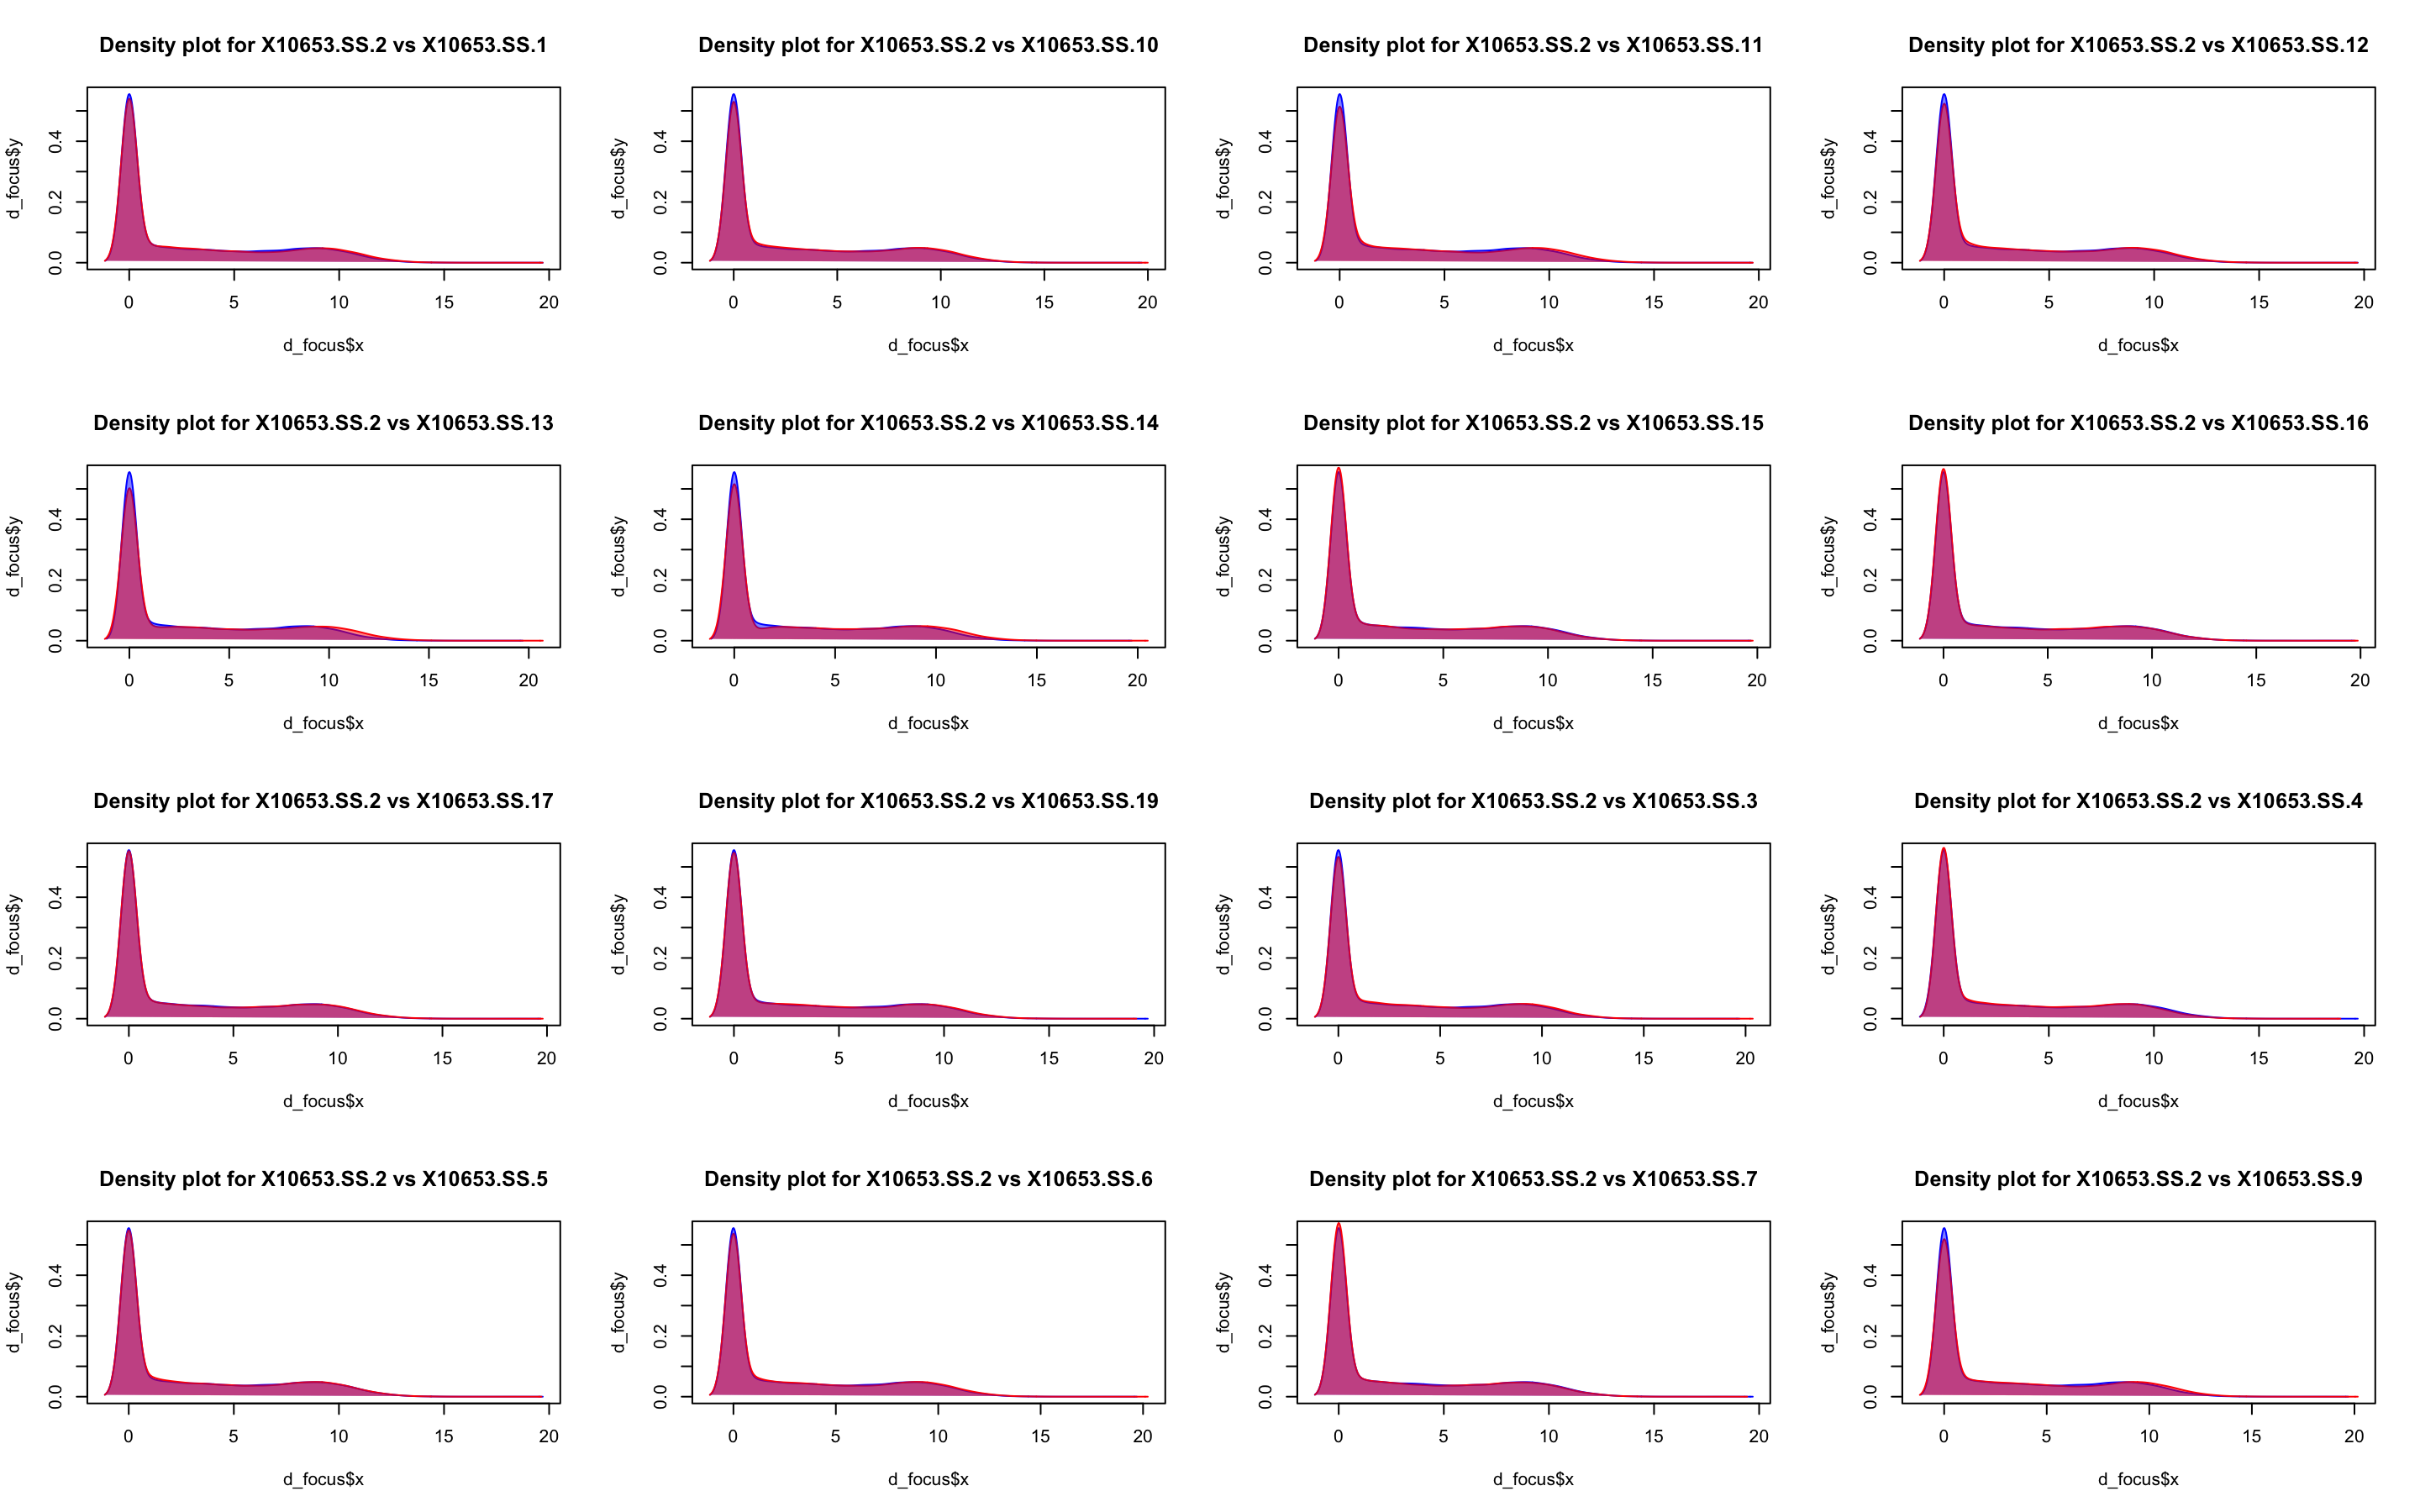 Density plot for X10653.SS.2 vs X10653.SS.1
d_focus$y
0.0 0.2 0.4
0 5 10 15 20
d_focus$x
Density plot for X10653.SS.2 vs X10653.SS.10
d_focus$y
0.0 0.2 0.4
0 5 10 15 20
d_focus$x
Density plot for X10653.SS.2 vs X10653.SS.11
d_focus$y
0.0 0.2 0.4
0 5 10 15 20
d_focus$x
Density plot for X10653.SS.2 vs X10653.SS.12
d_focus$y
0.0 0.2 0.4
0 5 10 15 20
d_focus$x
Density plot for X10653.SS.2 vs X10653.SS.13
d_focus$y
0.0 0.2 0.4
0 5 10 15 20
d_focus$x
Density plot for X10653.SS.2 vs X10653.SS.14
d_focus$y
0.0 0.2 0.4
0 5 10 15 20
d_focus$x
Density plot for X10653.SS.2 vs X10653.SS.15
d_focus$y
0.0 0.2 0.4
0 5 10 15 20
d_focus$x
Density plot for X10653.SS.2 vs X10653.SS.16
d_focus$y
0.0 0.2 0.4
0 5 10 15 20
d_focus$x
Density plot for X10653.SS.2 vs X10653.SS.17
d_focus$y
0.0 0.2 0.4
0 5 10 15 20
d_focus$x
Density plot for X10653.SS.2 vs X10653.SS.19
d_focus$y
0.0 0.2 0.4
0 5 10 15 20
d_focus$x
Density plot for X10653.SS.2 vs X10653.SS.3
d_focus$y
0.0 0.2 0.4
0 5 10 15 20
d_focus$x
Density plot for X10653.SS.2 vs X10653.SS.4
d_focus$y
0.0 0.2 0.4
0 5 10 15 20
d_focus$x
Density plot for X10653.SS.2 vs X10653.SS.5
d_focus$y
0.0 0.2 0.4
0 5 10 15 20
d_focus$x
Density plot for X10653.SS.2 vs X10653.SS.6
d_focus$y
0.0 0.2 0.4
0 5 10 15 20
d_focus$x
Density plot for X10653.SS.2 vs X10653.SS.7
d_focus$y
0.0 0.2 0.4
0 5 10 15 20
d_focus$x
Density plot for X10653.SS.2 vs X10653.SS.9
d_focus$y
0.0 0.2 0.4
0 5 10 15 20
d_focus$x